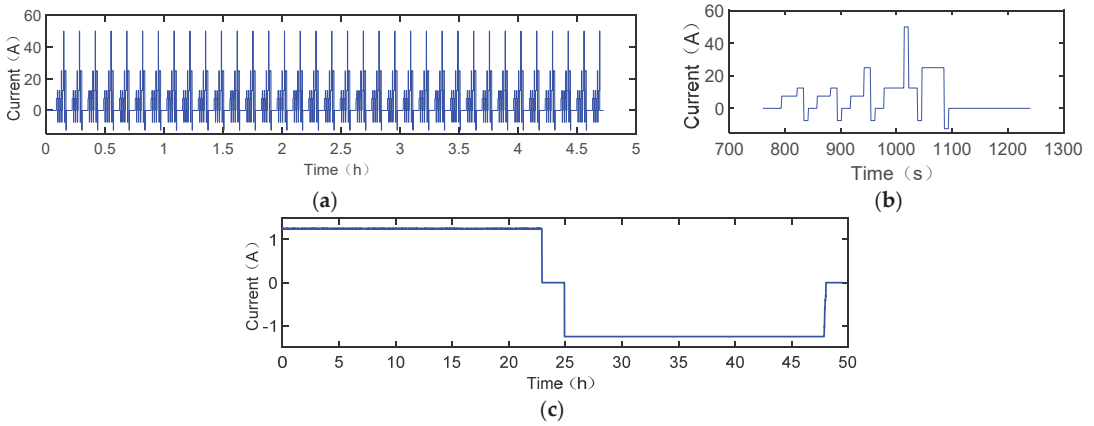 60
40
20
0
Current（A）
0 0.5 1 1.5 2 2.5 3 3.5 4 4.5 5
Time（h）
(a)
60
40
20
0
Current（A）
700 800 900 1000 1100 1200 1300
Time（s）
(b)
1
0
-1
Current（A）
0 5 10 15 20 25 30 35 40 45 50
Time（h）
(c)